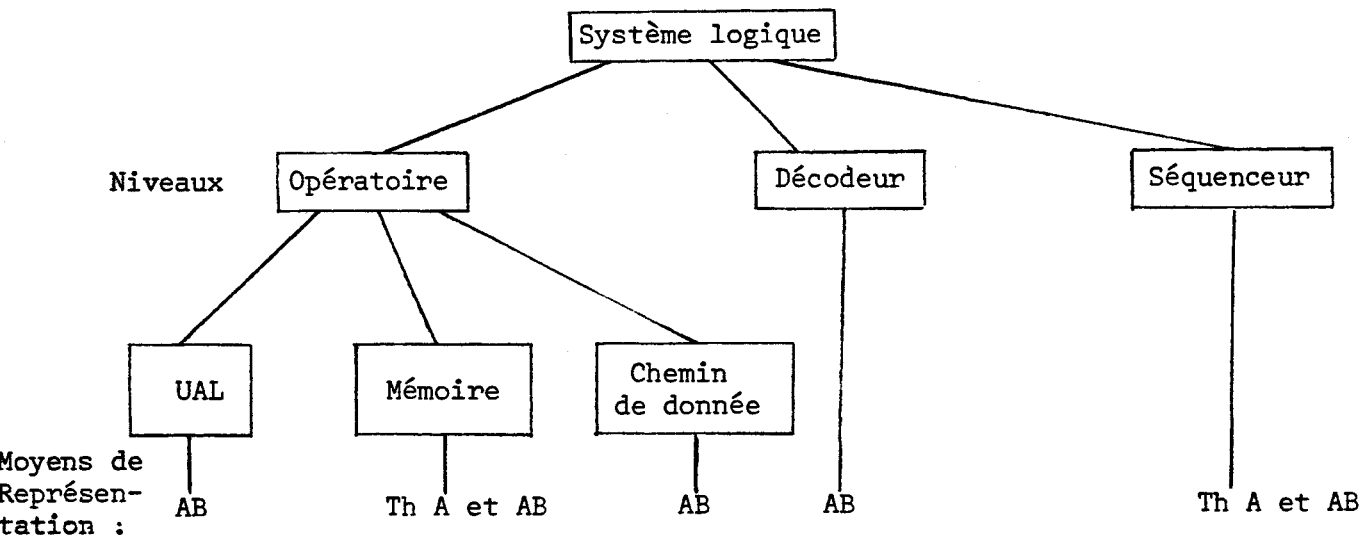 Système logique
Niveaux
Opératoire
Décodeur
Séquenceur
UAL
Mémoire
Chemin
de donnée
Moyens de
Représen-
tation :
AB
Th A et AB
AB
AB
Th A et AB